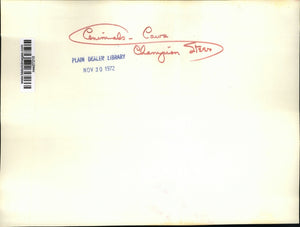 Animals - Cows
Champion Steer
PLAIN DEALER LIBRARY
NOV 30 1972